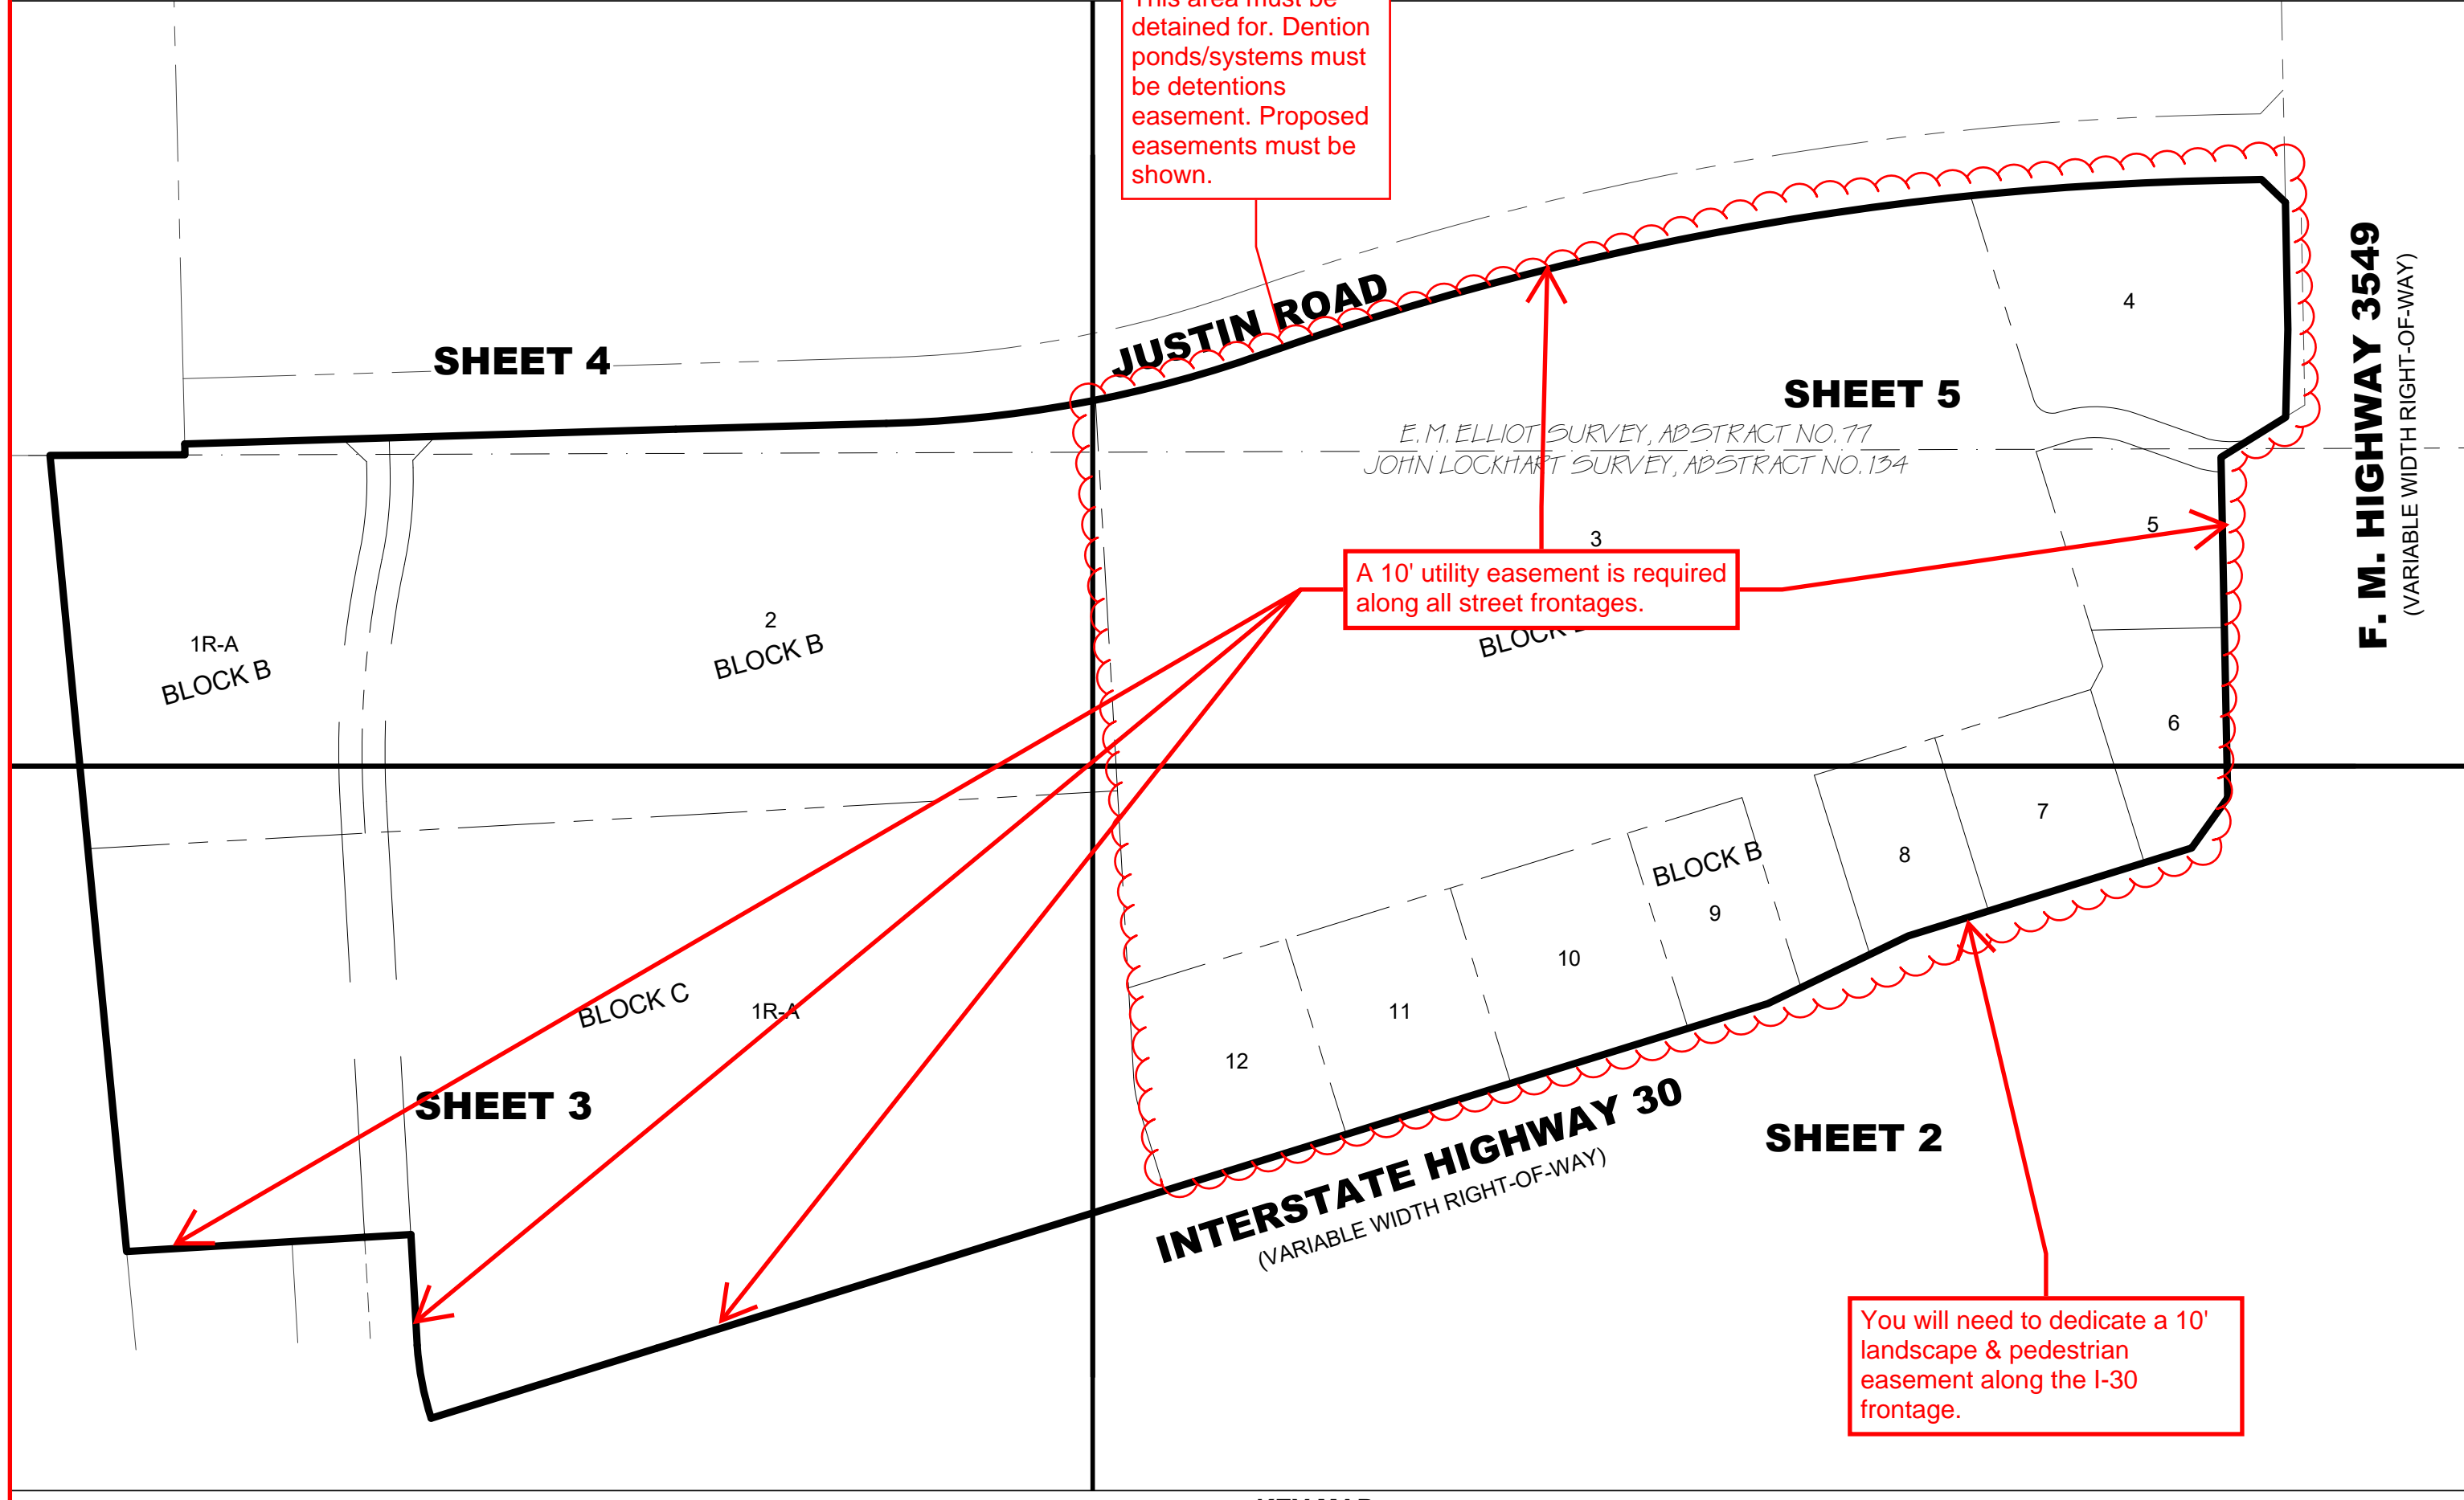 This area must be
detained for. Dention
ponds/systems must
be detentions
easement. Proposed
easements must be
shown.
JUSTIN ROAD
SHEET 4
4
SHEET 5
F. M. HIGHWAY 3549
(VARIABLE WIDTH RIGHT-OF-WAY)
E. M. ELLIOT SURVEY, ABSTRACT NO. 77
JOHN LOCKHART SURVEY, ABSTRACT NO. 134
3
5
A 10' utility easement is required
along all street frontages.
BLOCK
1R-A
BLOCK B
2
BLOCK B
6
7
8
BLOCK B
9
10
11
12
BLOCK C
1R-A
SHEET 3
INTERSTATE HIGHWAY 30
(VARIABLE WIDTH RIGHT-OF-WAY)
SHEET 2
You will need to dedicate a 10'
landscape & pedestrian
easement along the I-30
frontage.